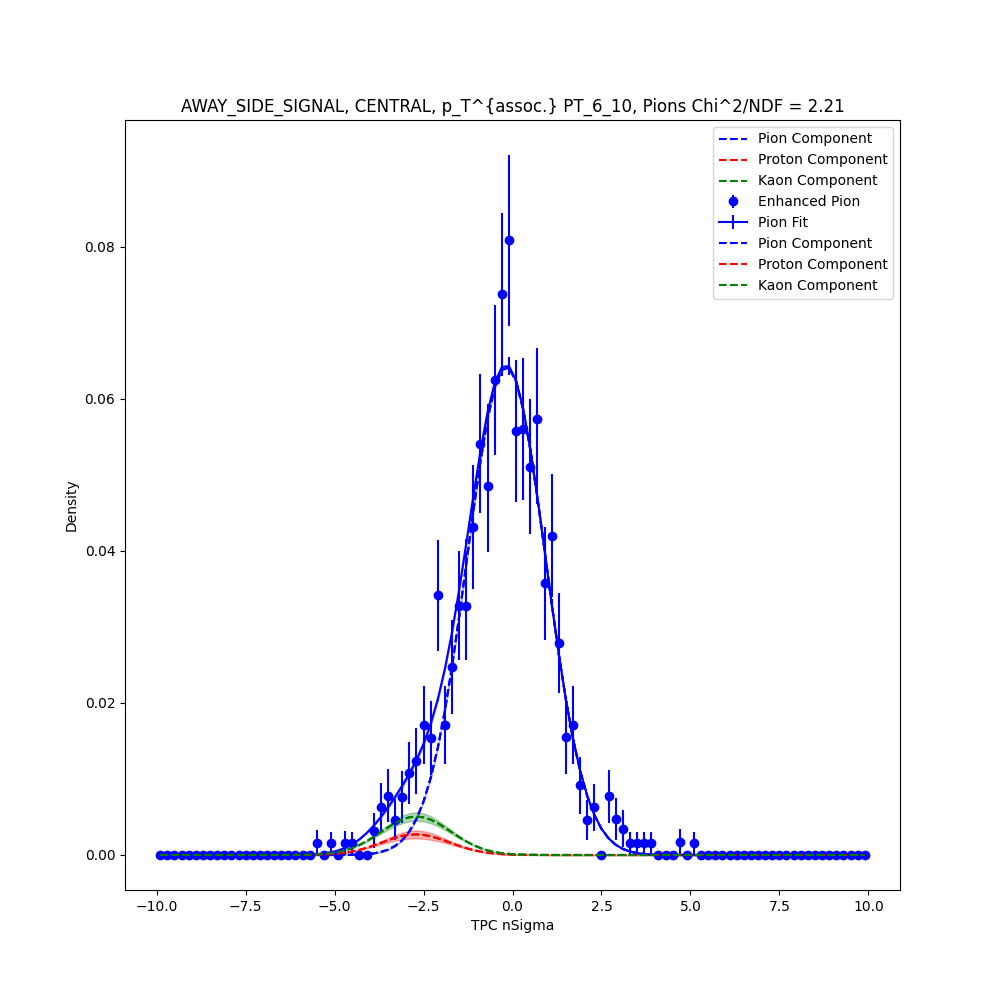 AWAY_SIDE_SIGNAL, CENTRAL, p_T^{assoc.} PT_6_10, Pions Chi^2/NDF = 2.21
Pion Component
Proton Component
Kaon Component
Enhanced Pion
Pion Fit
Pion Component
Proton Component
Kaon Component
0.08
0.06
0.04
0.02
0.00
Density
−10.0 −7.5 −5.0 −2.5 0.0 2.5 5.0 7.5 10.0
TPC nSigma